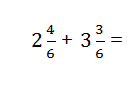 2 4/6 + 3 3/6 =